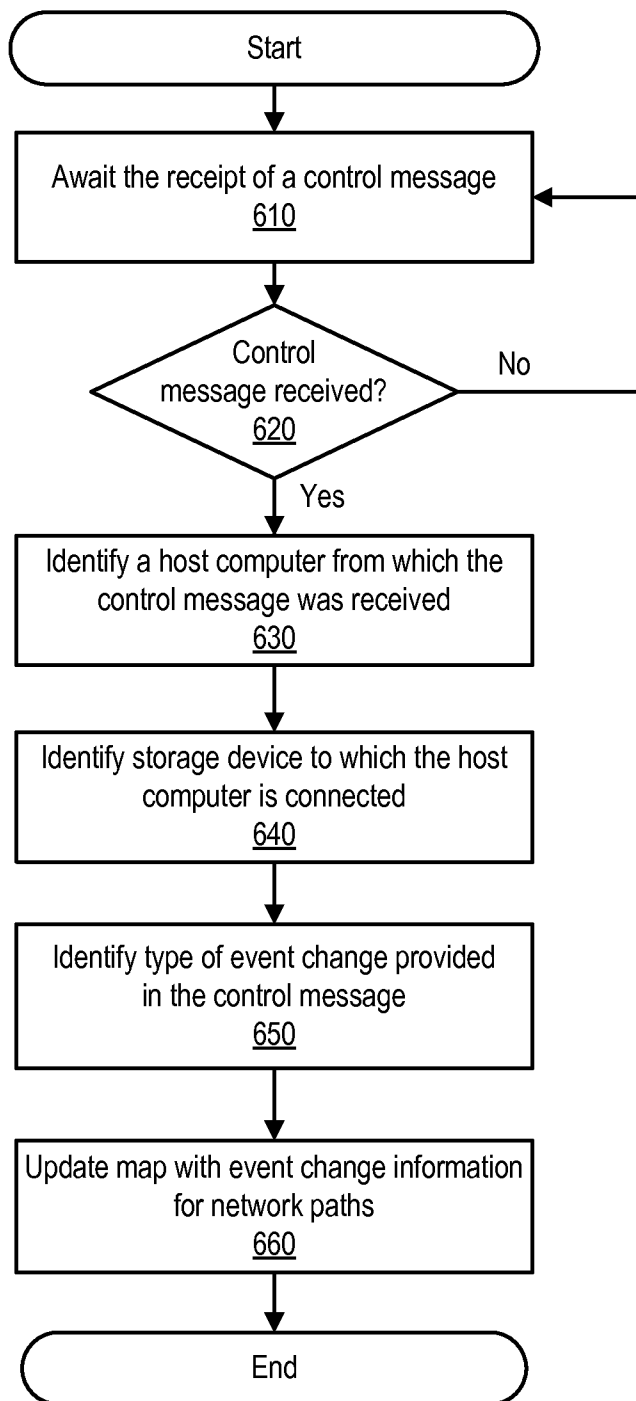 Start
Await the receipt of a control message
610
Control
message received?
620
No
Yes
Identify a host computer from which the
control message was received
630
Identify storage device to which the host
computer is connected
640
Identify type of event change provided
in the control message
650
Update map with event change information
for network paths
660
End